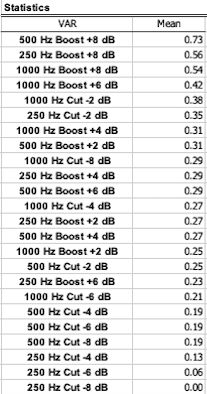 Statistics
VAR Mean
500 Hz Boost +8 dB 0.73
250 Hz Boost +8 dB 0.56
1000 Hz Boost +8 dB 0.54
1000 Hz Boost +6 dB 0.42
1000 Hz Cut -2 dB 0.38
250 Hz Cut -2 dB 0.35
1000 Hz Boost +4 dB 0.31
500 Hz Boost +2 dB 0.31
1000 Hz Cut -8 dB 0.29
250 Hz Boost +4 dB 0.29
500 Hz Boost +6 dB 0.29
1000 Hz Cut -4 dB 0.27
250 Hz Boost +2 dB 0.27
500 Hz Boost +4 dB 0.27
1000 Hz Boost +2 dB 0.25
500 Hz Cut -2 dB 0.25
250 Hz Boost +6 dB 0.23
1000 Hz Cut -6 dB 0.21
500 Hz Cut -4 dB 0.19
500 Hz Cut -6 dB 0.19
500 Hz Cut -8 dB 0.19
250 Hz Cut -4 dB 0.13
250 Hz Cut -6 dB 0.06
250 Hz Cut -8 dB 0.00